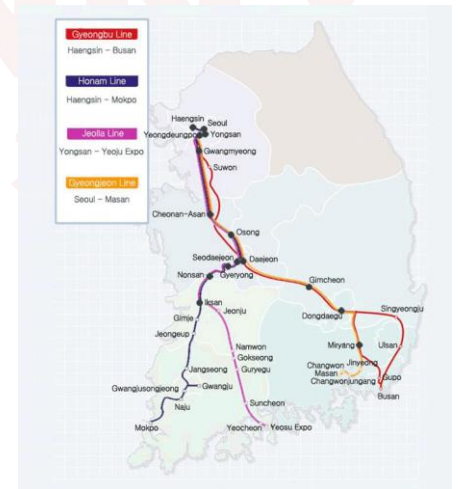 Gyeongbu Line
Haengsin - Busan
Honam Line
Haengsin - Mokpo
Jeolla Line
Yongsan - Yeoju Expo
Gyeongjeon Line
Seoul - Masan
Haengsin
Seoul
Yeongdeungpo
Yongsan
Gwangmyeong
Suwon
Cheonan-Asan
Osong
Seodaejeon
Daejeon
Nonsan
Gyeryong
Gimcheon
Iksan
Gimje
Jeonju
Dongdaegu
Singyeongju
Jeongeup
Miryang
Ulsan
Namwon
Gokseong
Guryegu
Jinyeong
Changwon
Masan
Changwonjungang
Gupo
Busan
Jangseong
Gwangjusongjeong
Gwangju
Naju
Suncheon
Mokpo
Yeocheon
Yeosu Expo